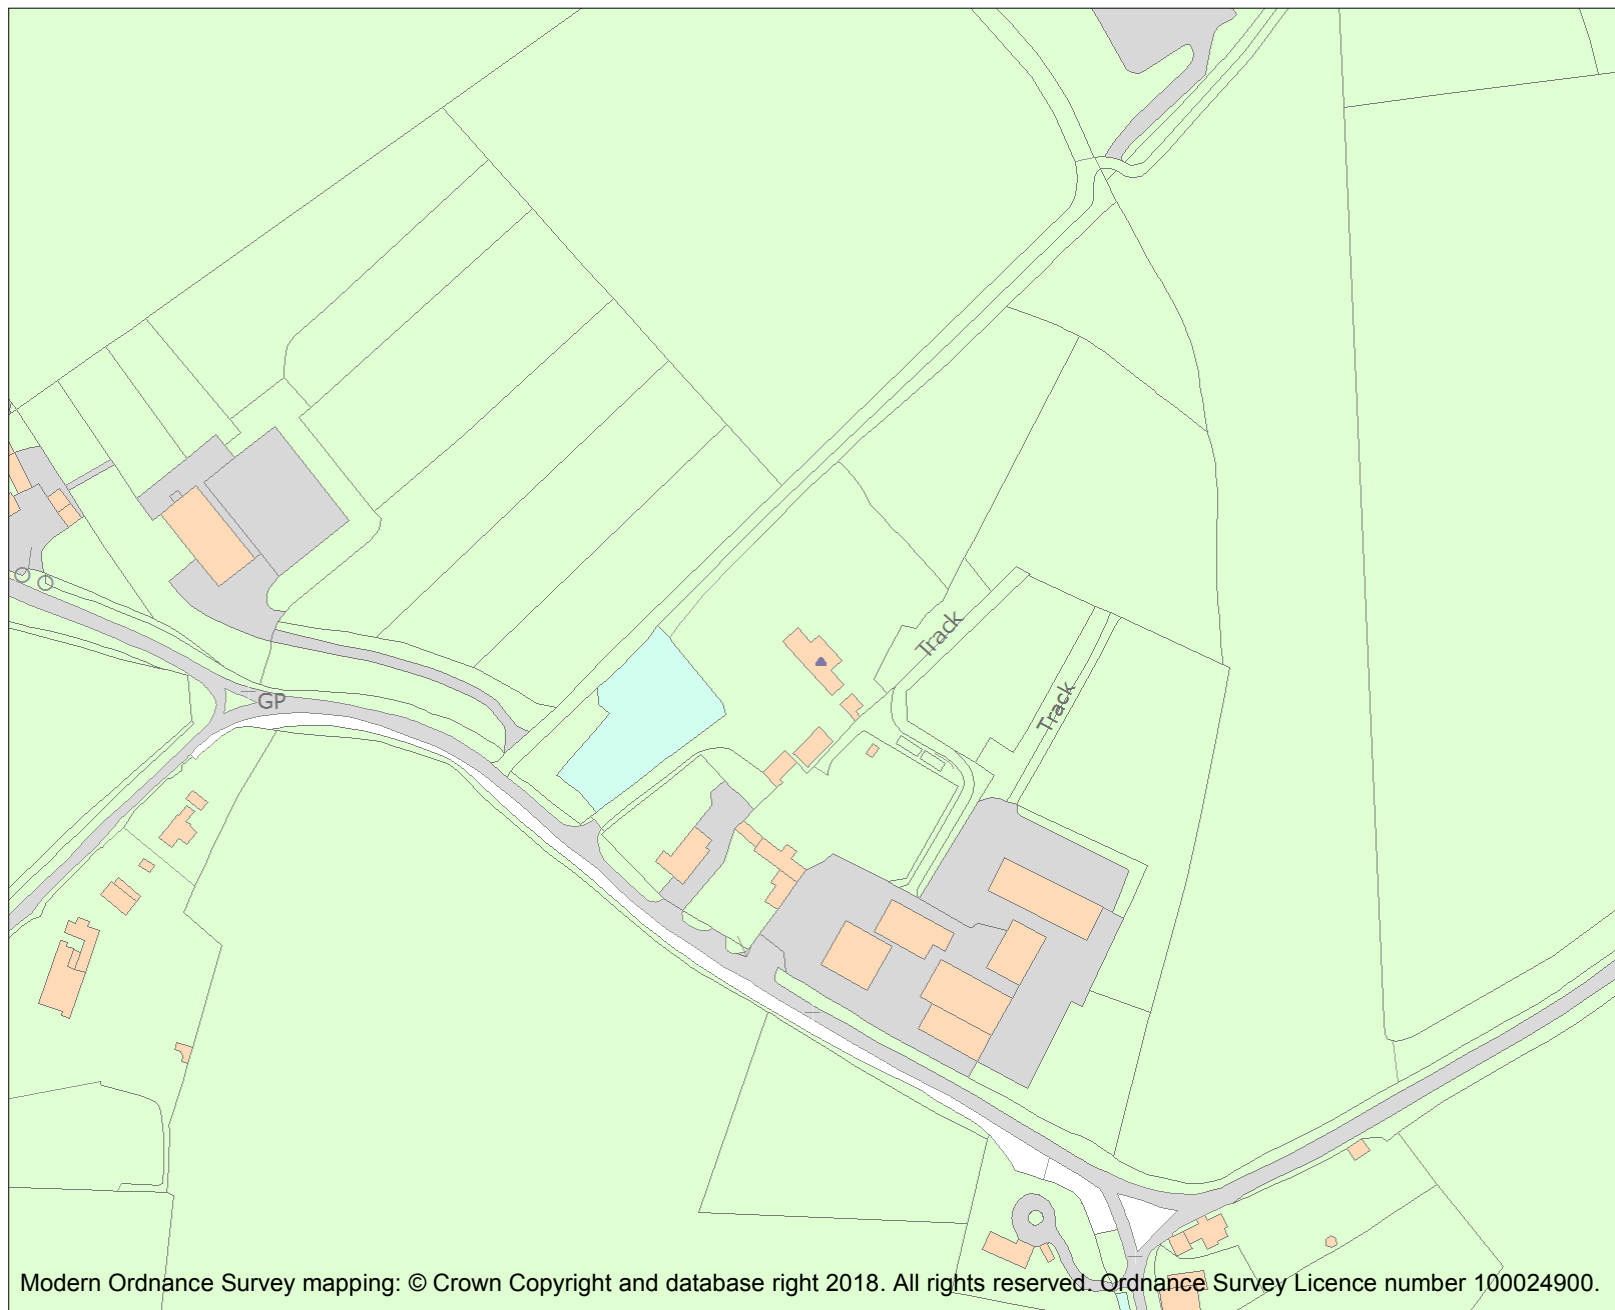 Track
Track
GP
Modern Ordnance Survey mapping: © Crown Copyright and database right 2018. All rights reserved. Ordnance Survey Licence number 100024900.